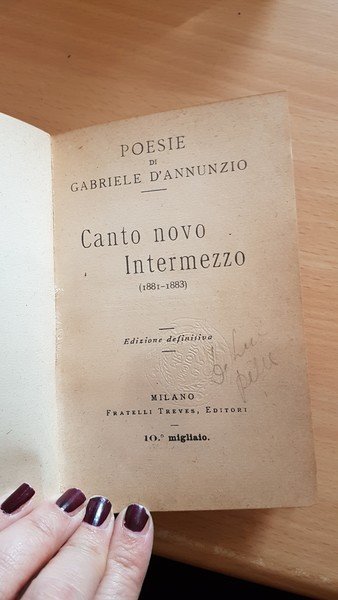 POESIE
DI
GABRIELE D'ANNUNZIO
Canto novo
Intermezzo
(1881-1883)
Edizione definitiva
MILANO
FRATELLI TREVES, EDITORI
10.° migliaio.